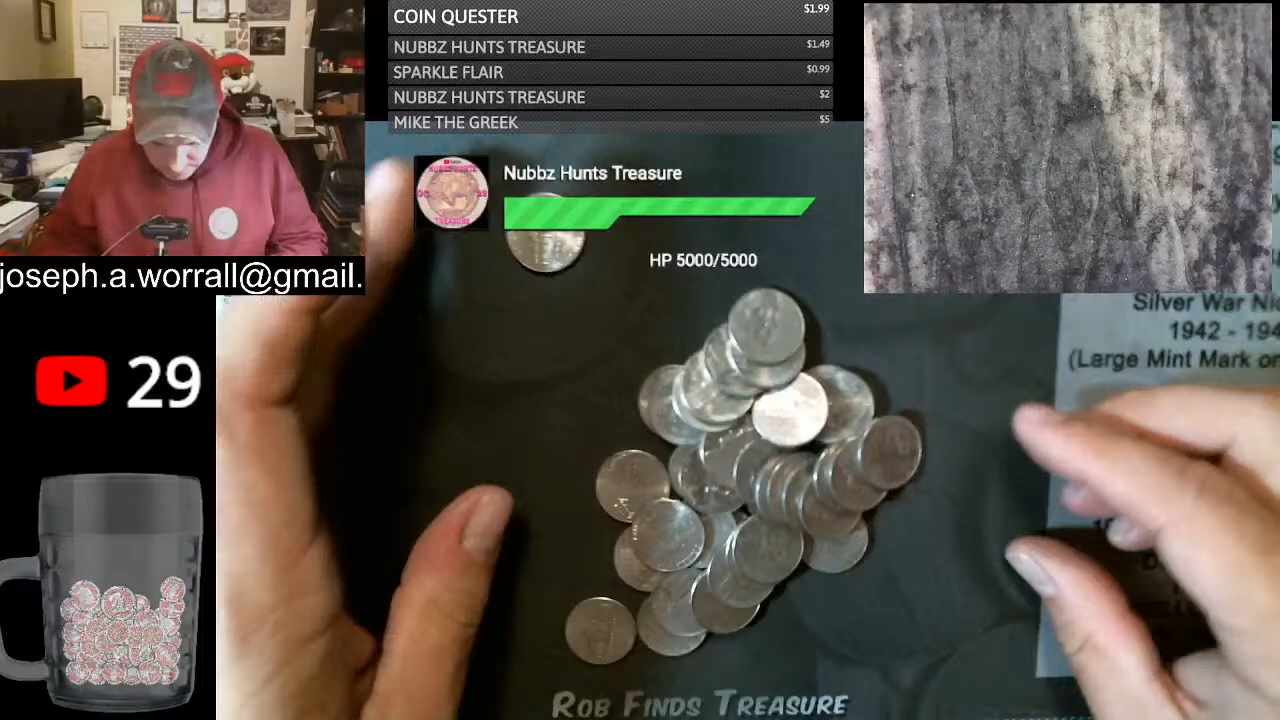 COIN QUESTER $1.99
NUBBZ HUNTS TREASURE $1.49
SPARKLE FLAIR $0.99
NUBBZ HUNTS TREASURE $2
MIKE THE GREEK $5
Nubbz Hunts Treasure
HP 5000/5000
joseph.a.worrall@gmail.
29
Silver War Ni
1942 - 194
(Large Mint Mark o
ROB FINDS TREASURE